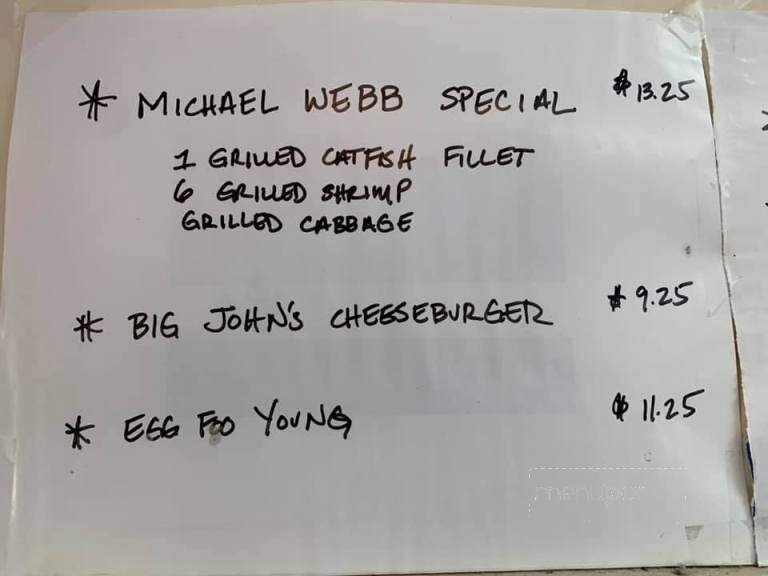 * MICHAEL WEBB SPECIAL $13.25
1 GRILLED CATFISH FILLET
6 GRILLED SHRIMP
GRILLED CABBAGE
* BIG JOHN'S CHEESEBURGER $9.25
* EGG FOO YOUNG $11.25
menupix